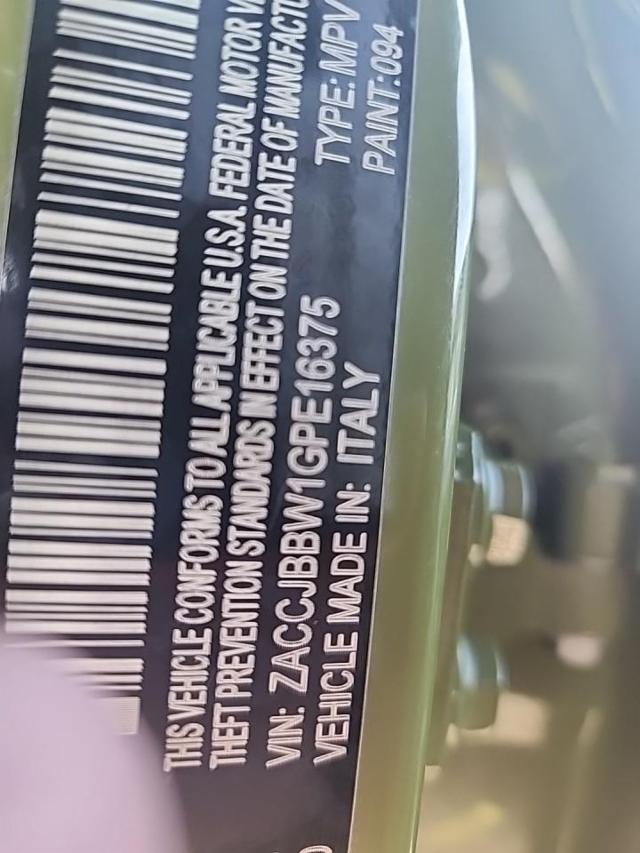 THIS VEHICLE CONFORMS TO ALL APPLICABLE U.S.A. FEDERAL MOTOR
THEFT PREVENTION STANDARDS IN EFFECT ON THE DATE OF MANUFACTU
VIN: ZACCJBBW1GPE16375 TYPE: MPV
VEHICLE MADE IN: ITALY PAINT: 094